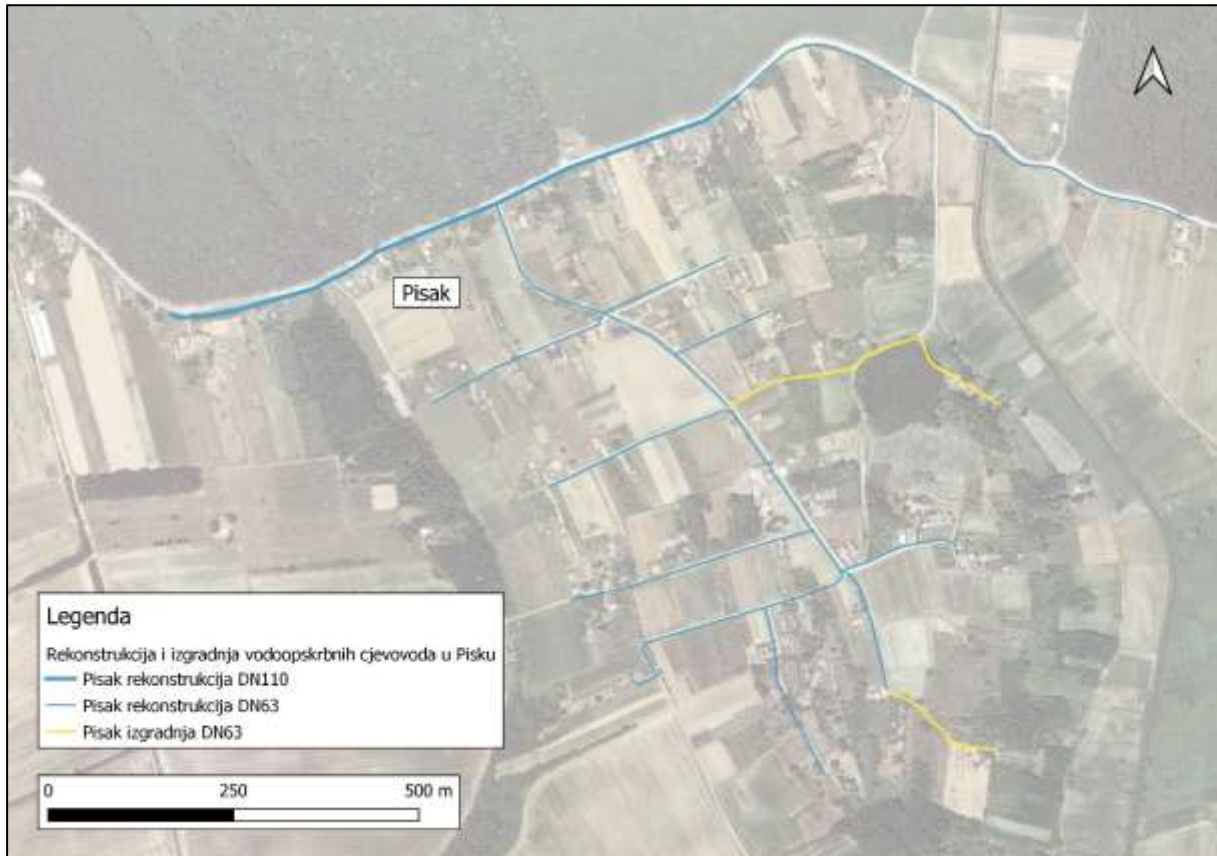 Pisak
Legenda
Rekonstrukcija i izgradnja vodoopskrbnih cjevovoda u Pisku
Pisak rekonstrukcija DN110
Pisak rekonstrukcija DN63
Pisak izgradnja DN63
0 250 500 m